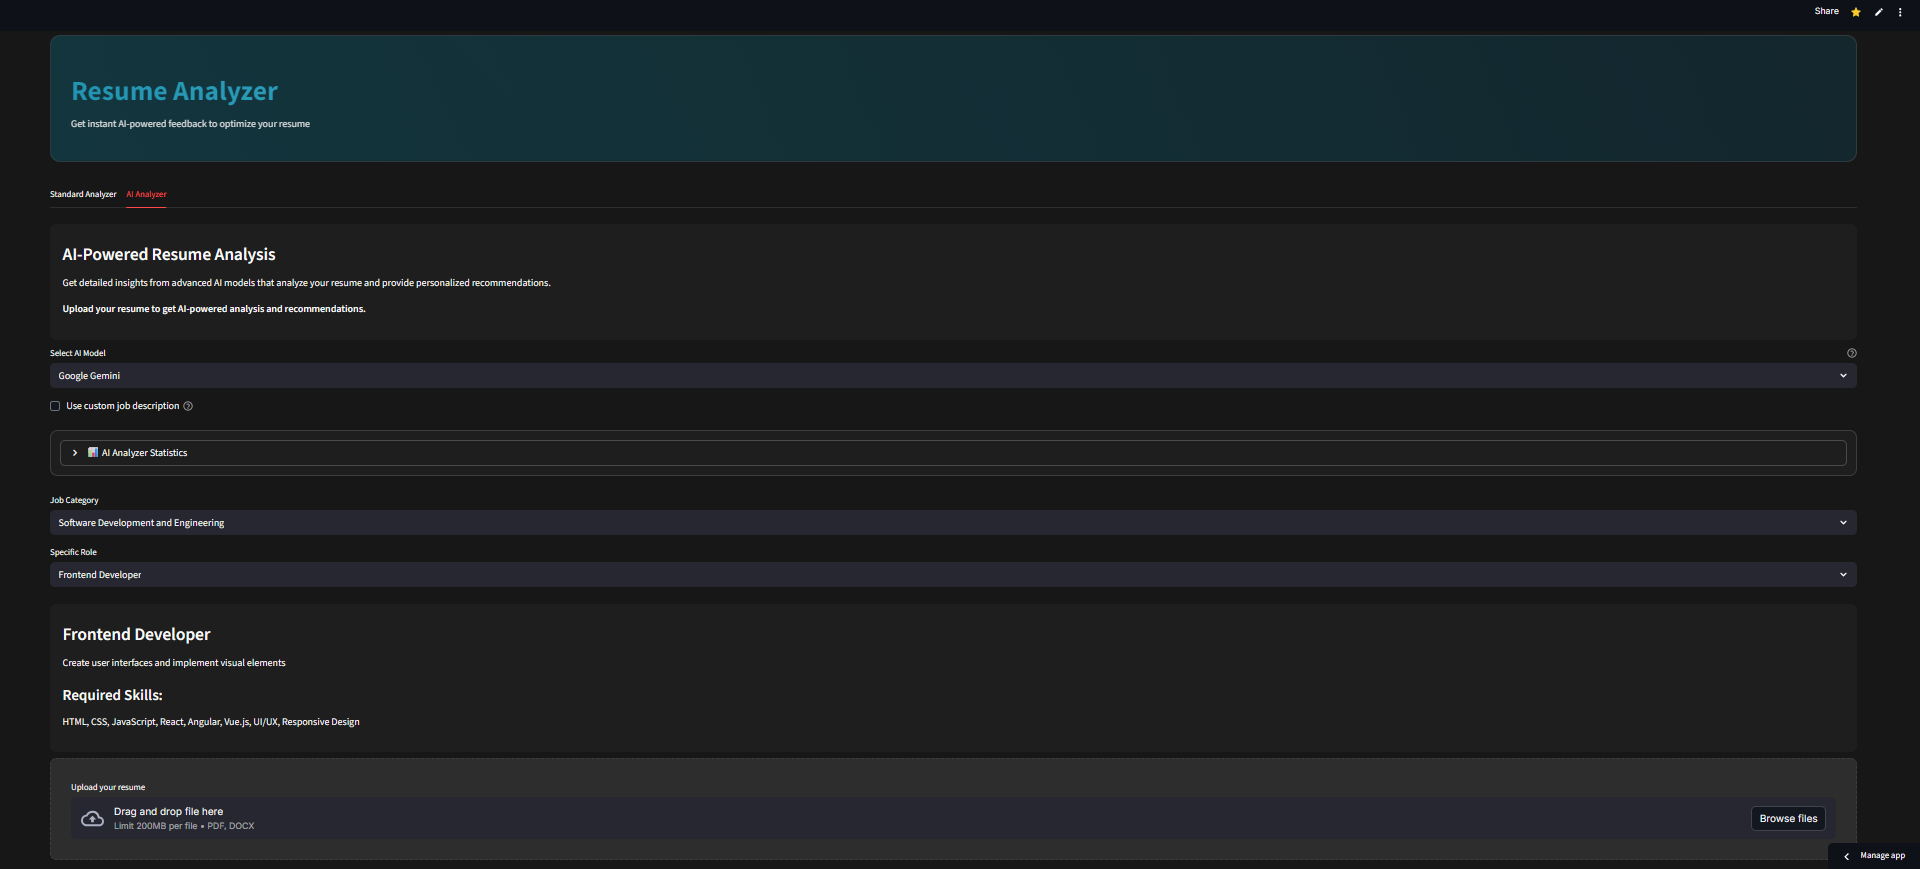 Share
Resume Analyzer
Get instant AI-powered feedback to optimize your resume
Standard Analyzer AI Analyzer
AI-Powered Resume Analysis
Get detailed insights from advanced AI models that analyze your resume and provide personalized recommendations.
Upload your resume to get AI-powered analysis and recommendations.
Select AI Model
Google Gemini
Use custom job description
AI Analyzer Statistics
Job Category
Software Development and Engineering
Specific Role
Frontend Developer
Frontend Developer
Create user interfaces and implement visual elements
Required Skills:
HTML, CSS, JavaScript, React, Angular, Vue.js, UI/UX, Responsive Design
Upload your resume
Drag and drop file here
Limit 200MB per file • PDF, DOCX
Browse files
Manage app